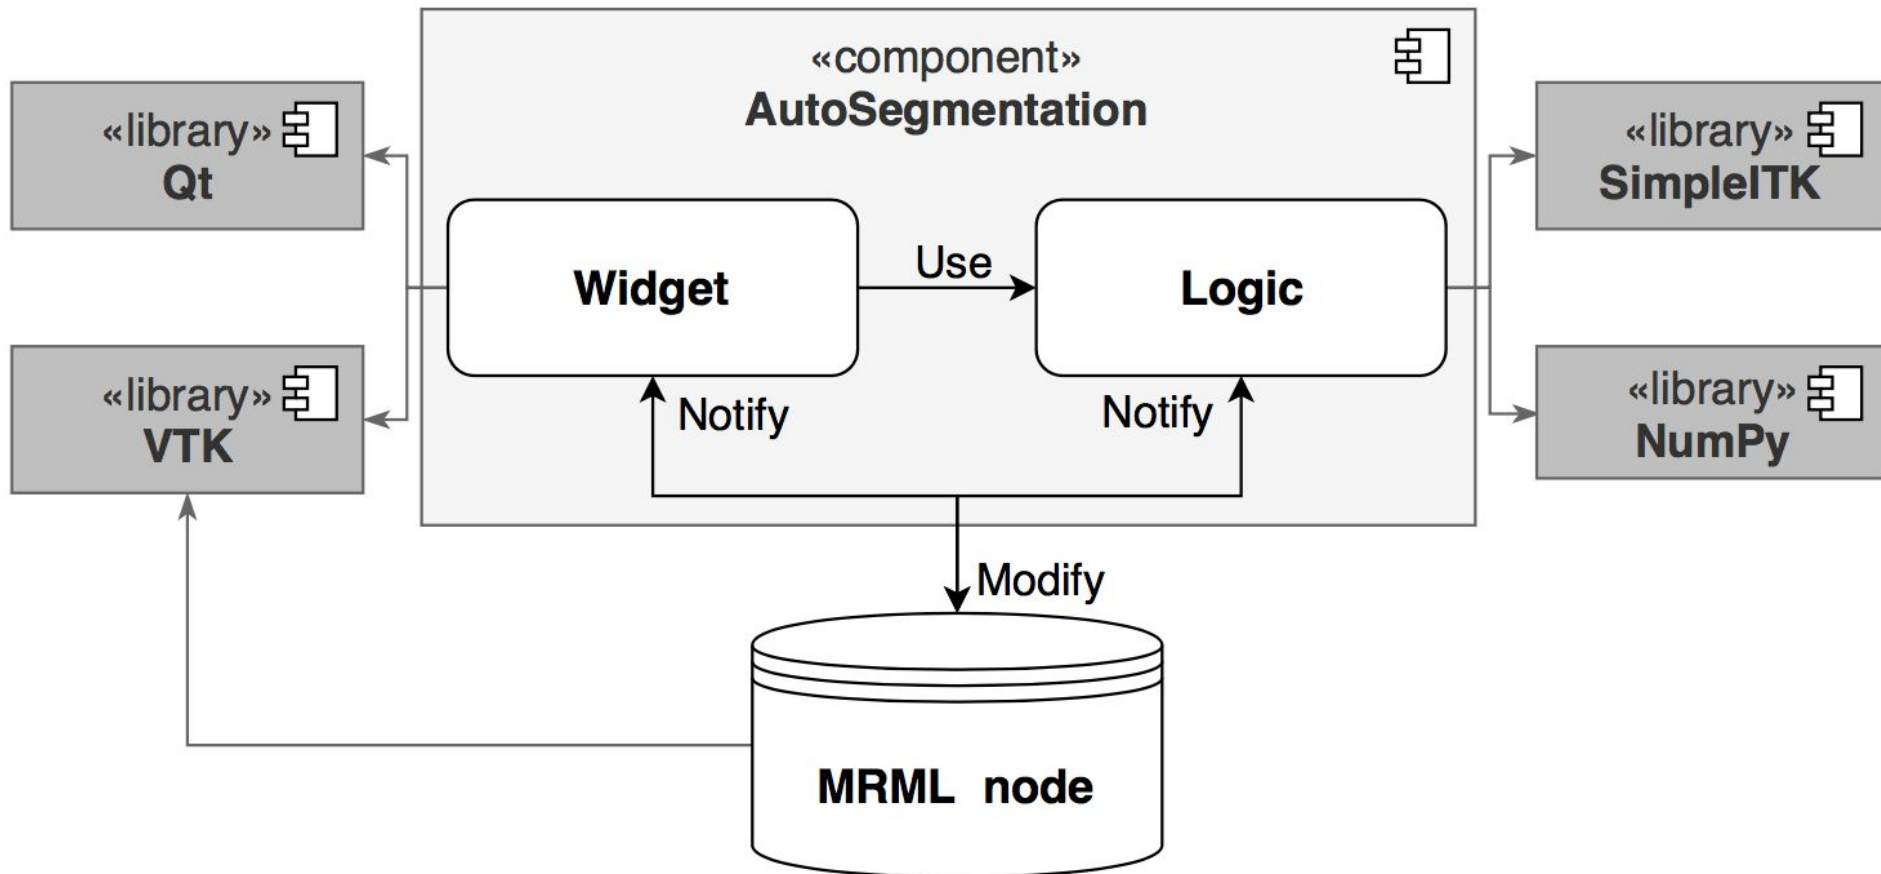 «component»
AutoSegmentation
«library»
Qt
«library»
SimpleITK
Widget
Use
Logic
«library»
VTK
Notify
Notify
«library»
NumPy
Modify
MRML node